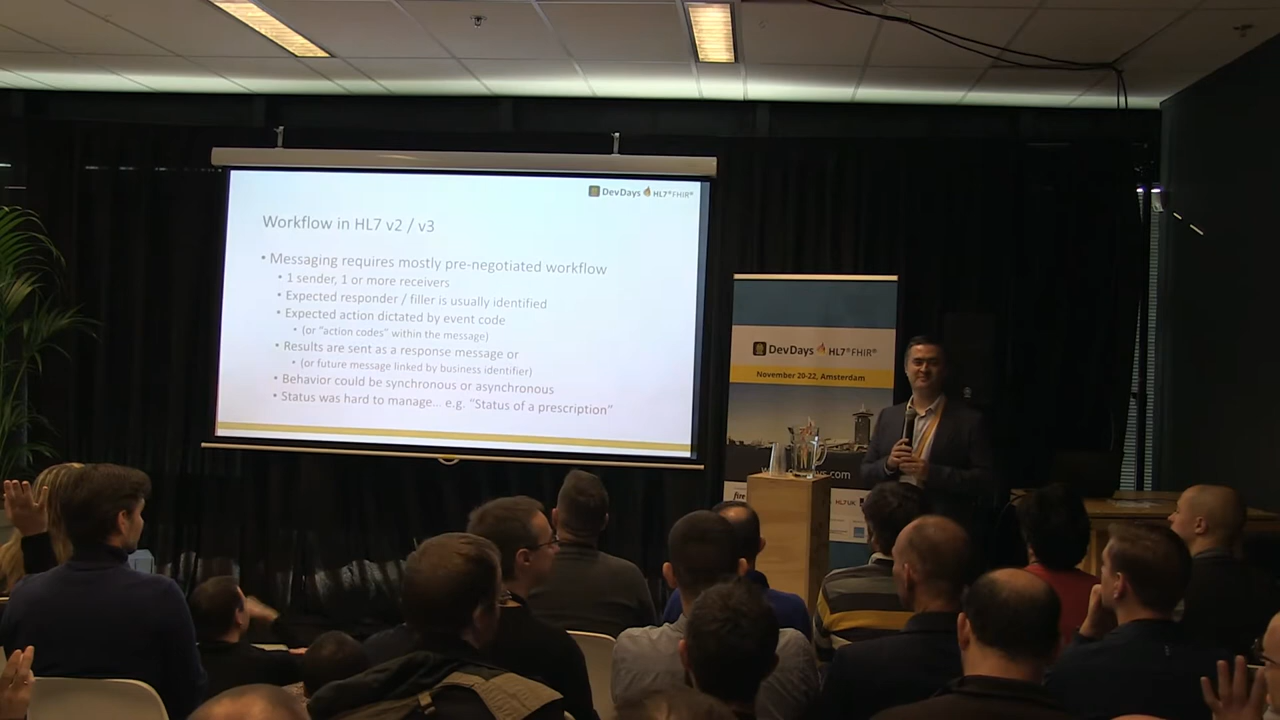 DevDays HL7®FHIR®
Workflow in HL7 v2 / v3
• Messaging requires mostly pre-negotiated workflow
• 1 sender, 1 or more receivers
• Expected responder / filler is usually identified
• Expected action dictated by event code
• (or "action codes" within the message)
• Results are sent as a response message or
• (or future message linked by business identifier)
• Behavior could be synchronous or asynchronous
• Status was hard to manage... e.g. "Status of a prescription"
DevDays HL7®FHIR®
November 20-22, Amsterdam
.com
fire
HL7UK